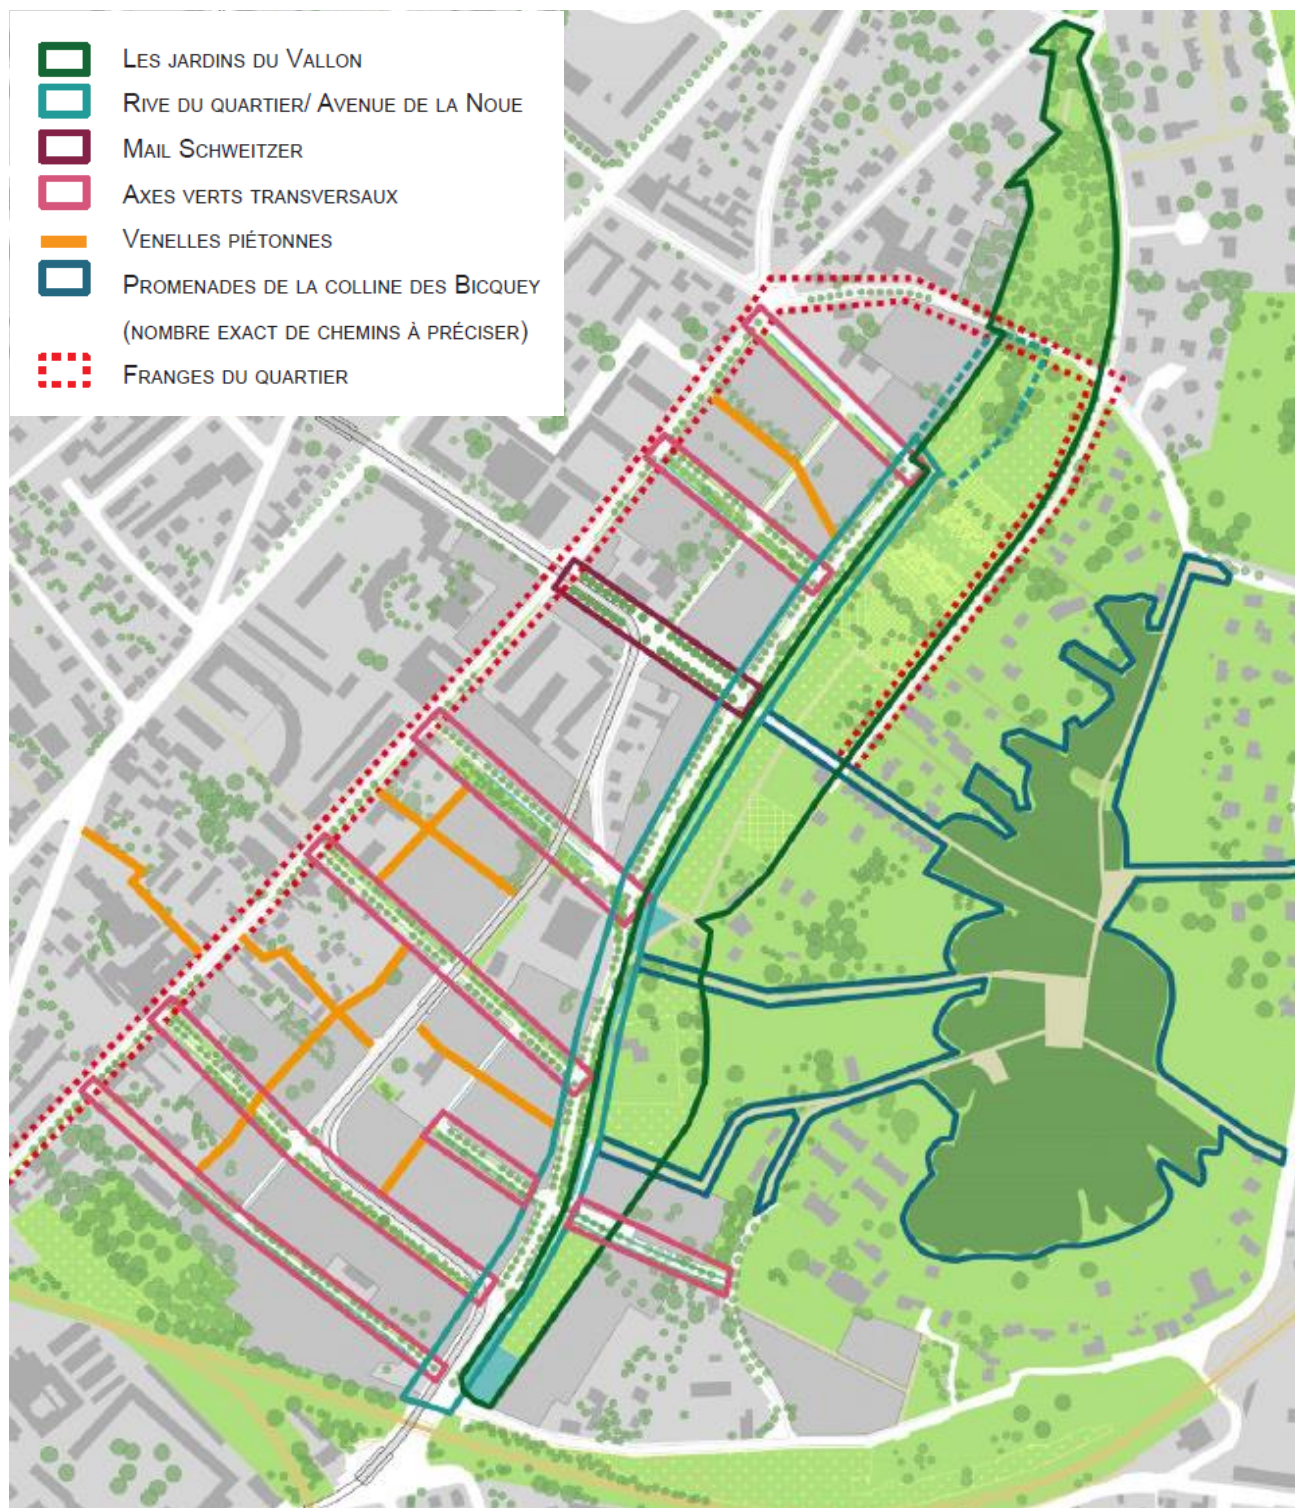 Les jardins du Vallon
Rive du quartier/ Avenue de la Noue
Mail Schweitzer
Axes verts transversaux
Venelles piétonnes
Promenades de la colline des Bicquey
(nombre exact de chemins à préciser)
Franges du quartier